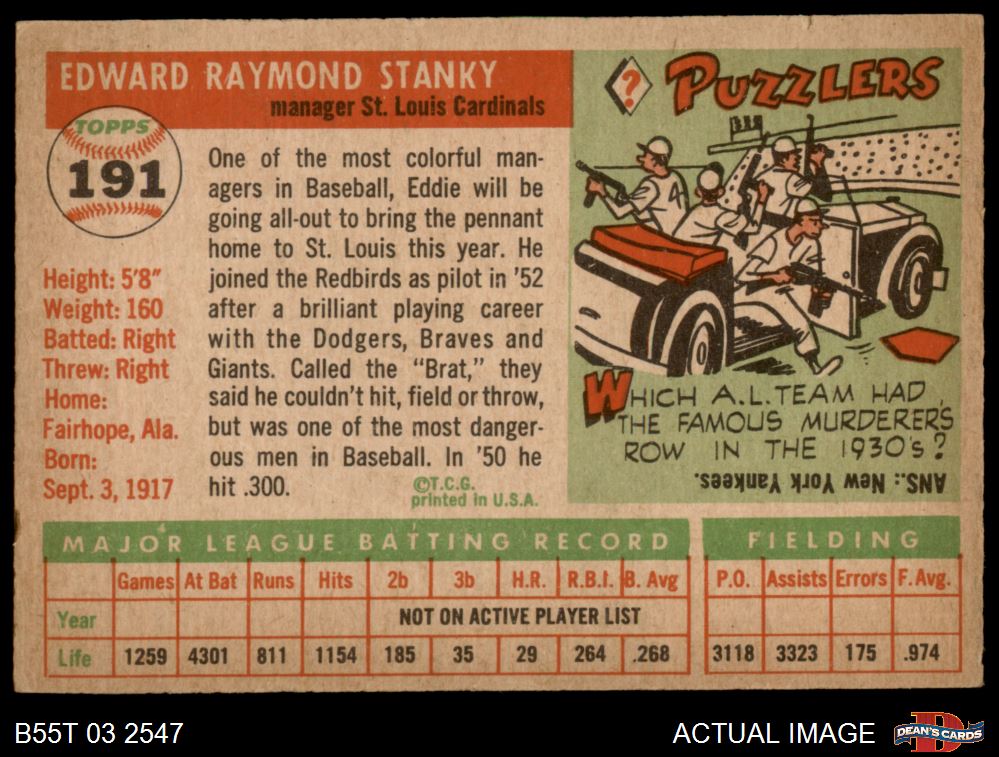 EDWARD RAYMOND STANKY
manager St. Louis Cardinals
TOPPS
191
Height: 5'8"
Weight: 160
Batted: Right
Threw: Right
Home:
Fairhope, Ala.
Born:
Sept. 3, 1917
One of the most colorful man-
agers in Baseball, Eddie will be
going all-out to bring the pennant
home to St. Louis this year. He
joined the Redbirds as pilot in '52
after a brilliant playing career
with the Dodgers, Braves and
Giants. Called the "Brat," they
said he couldn't hit, field or throw,
but was one of the most danger-
ous men in Baseball. In '50 he
hit .300.
©T.C.G.
printed in U.S.A.
? PUZZLERS
WHICH A.L. TEAM HAD
THE FAMOUS MURDERERS
ROW IN THE 1930's?
ANS.: New York Yankees.
MAJOR LEAGUE BATTING RECORD FIELDING
Games At Bat Runs Hits 2b 3b H.R. R.B.I. B. Avg P.O. Assists Errors F. Avg.
Year NOT ON ACTIVE PLAYER LIST
Life 1259 4301 811 1154 185 35 29 264 .268 3118 3323 175 .974
B55T 03 2547 ACTUAL IMAGE DEAN'S CARDS